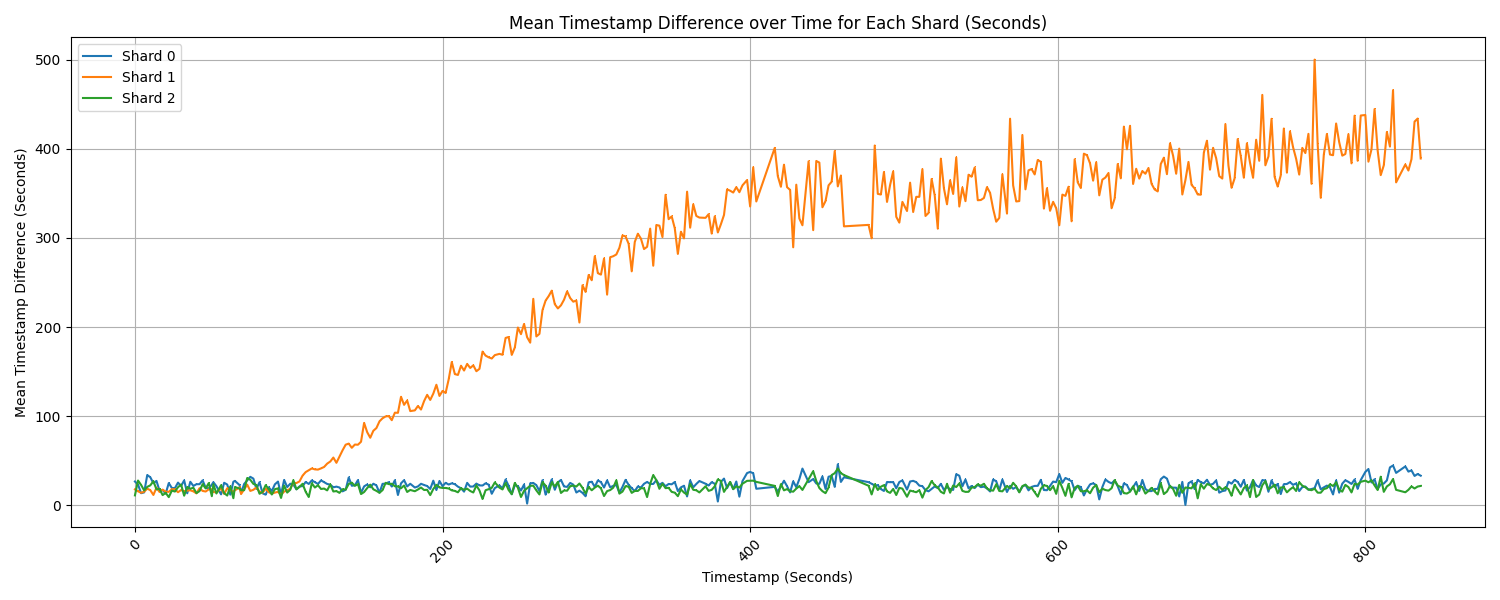 Mean Timestamp Difference over Time for Each Shard (Seconds)
Shard 0
Shard 1
Shard 2
500
400
300
200
100
0
Mean Timestamp Difference (Seconds)
0
200
400
600
800
Timestamp (Seconds)